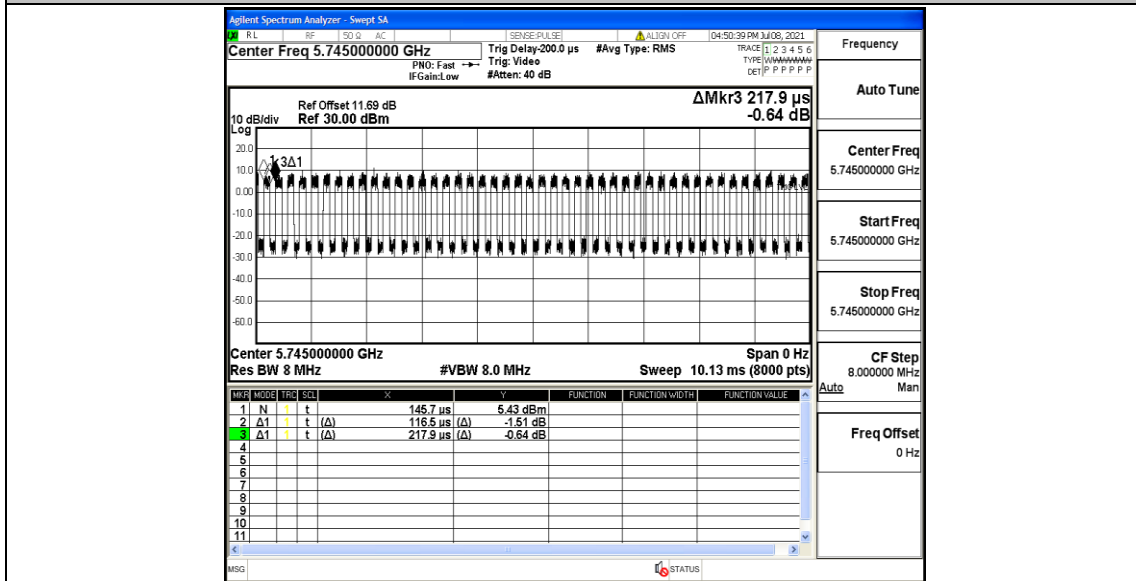 Agilent Spectrum Analyzer - Swept SA
RL RF 50 Ω AC SENSE:PULSE ALIGN OFF 04:50:39 PM Jul 08, 2021
Center Freq 5.745000000 GHz
PNO: Fast
IFGain:Low
Trig Delay-200.0 µs
Trig: Video
#Atten: 40 dB
#Avg Type: RMS
TRACE 1 2 3 4 5 6
TYPE
DET P P P P P P
Frequency
Auto Tune
Center Freq
5.745000000 GHz
Start Freq
5.745000000 GHz
Stop Freq
5.745000000 GHz
CF Step
8.000000 MHz
Auto Man
Freq Offset
0 Hz
Ref Offset 11.69 dB
10 dB/div Ref 30.00 dBm
Log
ΔMkr3 217.9 µs
-0.64 dB
20.0
10.0
0.00
-10.0
-20.0
-30.0
-40.0
-50.0
-60.0
3Δ1
Center 5.745000000 GHz Span 0 Hz
Res BW 8 MHz #VBW 8.0 MHz Sweep 10.13 ms (8000 pts)
MKR MODE TRC SCL X Y FUNCTION FUNCTION WIDTH FUNCTION VALUE
1 N 1 t 145.7 µs 5.43 dBm
2 Δ1 1 t (Δ) 116.5 µs (Δ) -1.51 dB
3 Δ1 1 t (Δ) 217.9 µs (Δ) -0.64 dB
4
5
6
7
8
9
10
11
MSG STATUS